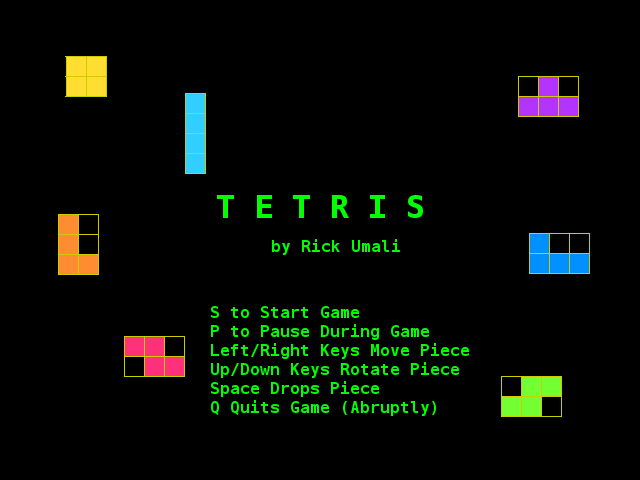 T E T R I S
by Rick Umali
S to Start Game
P to Pause During Game
Left/Right Keys Move Piece
Up/Down Keys Rotate Piece
Space Drops Piece
Q Quits Game (Abruptly)